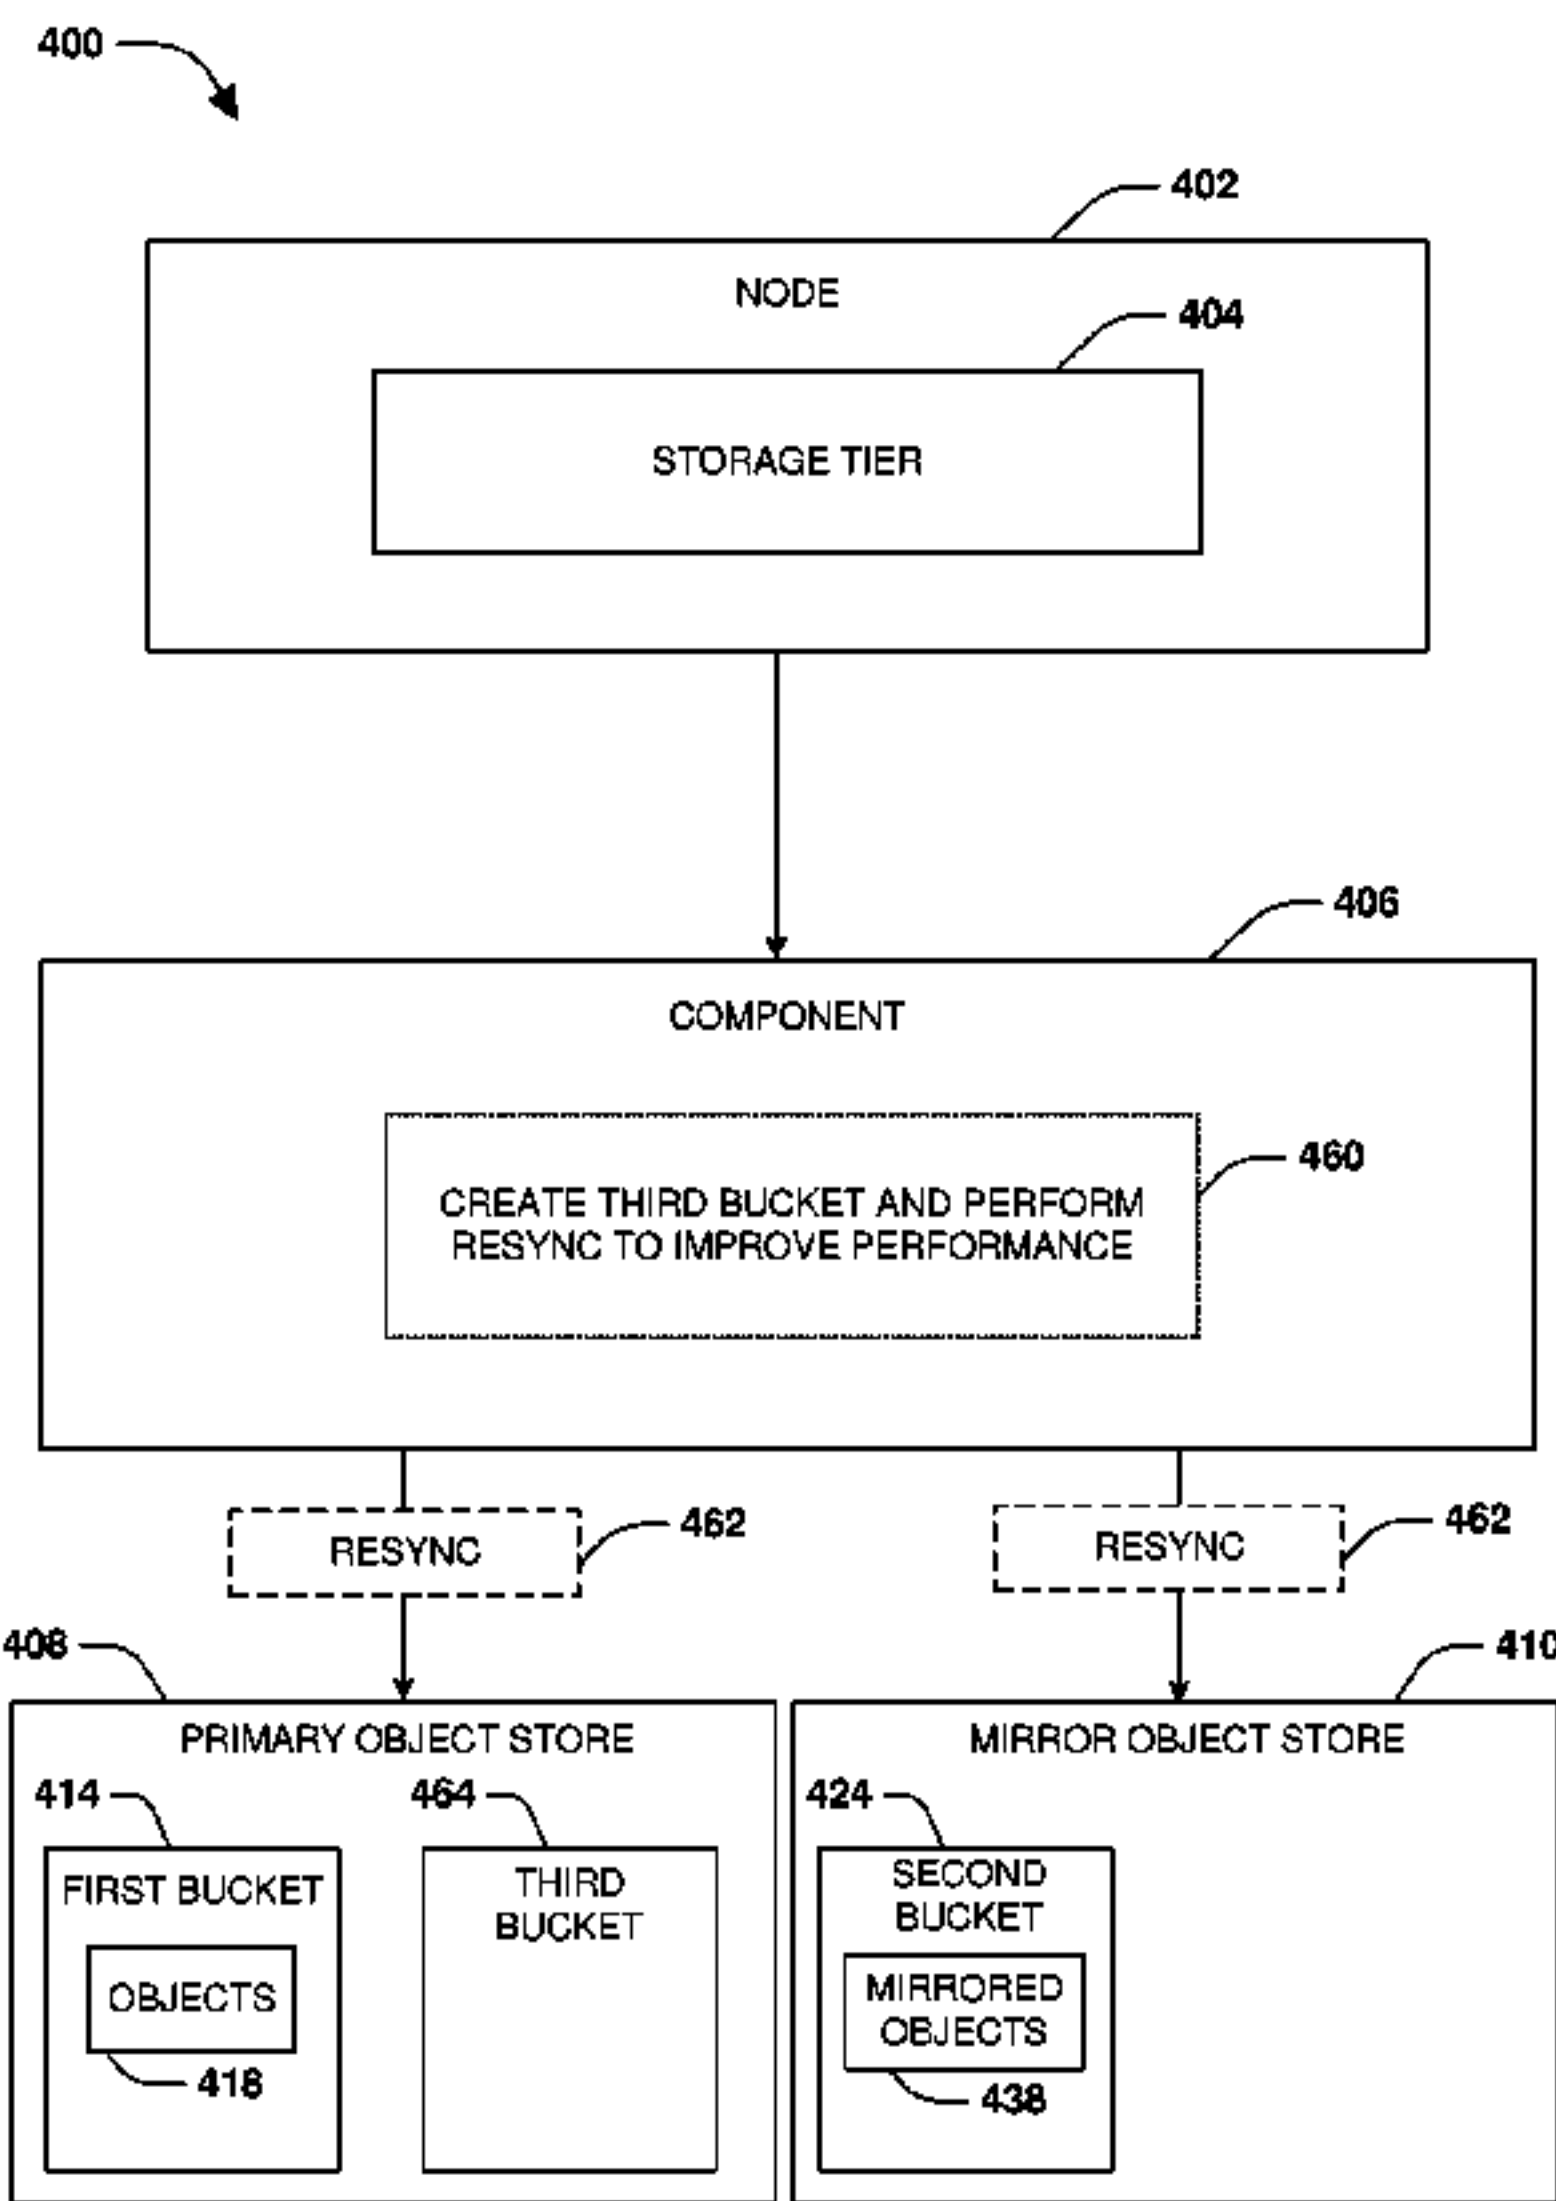 400
402
NODE
404
STORAGE TIER
406
COMPONENT
460
CREATE THIRD BUCKET AND PERFORM
RESYNC TO IMPROVE PERFORMANCE
RESYNC
462
RESYNC
462
408
410
PRIMARY OBJECT STORE
MIRROR OBJECT STORE
414
464
424
FIRST BUCKET
THIRD
BUCKET
SECOND
BUCKET
OBJECTS
MIRRORED
OBJECTS
418
438